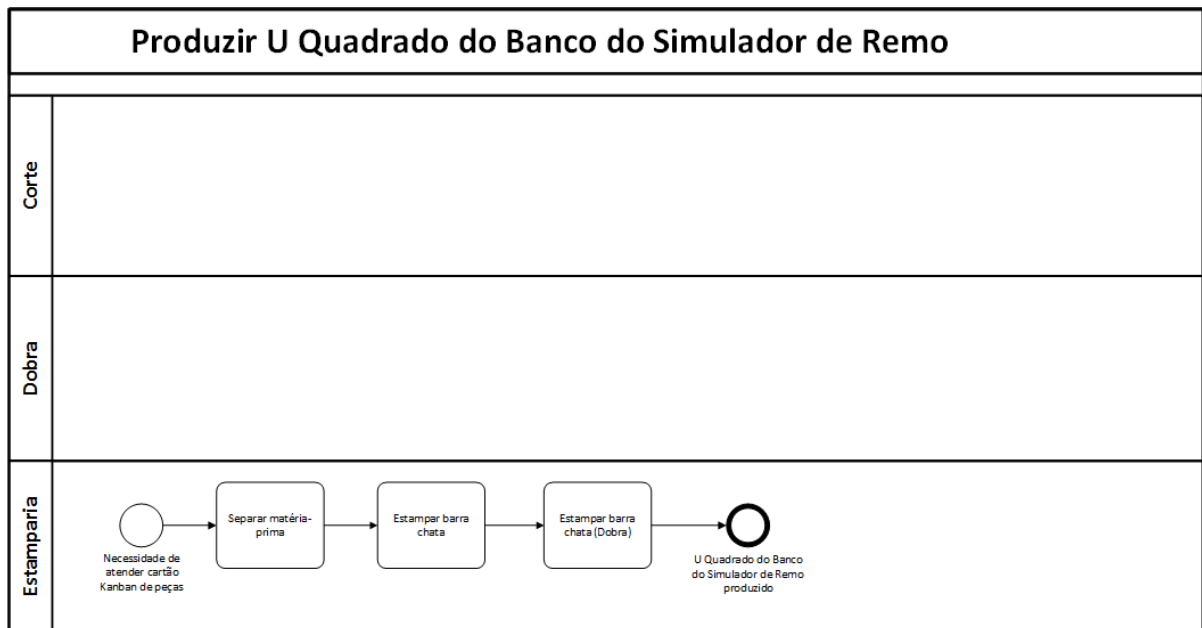 Produzir U Quadrado do Banco do Simulador de Remo
Corte
Dobra
Estamparia
Necessidade de
atender cartão
Kanban de peças
Separar matéria-
prima
Estampar barra
chata
Estampar barra
chata (Dobra)
U Quadrado do Banco
do Simulador de Remo
produzido